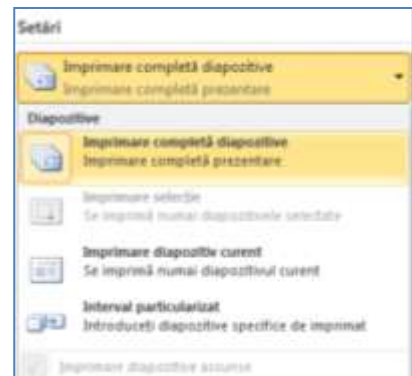 Setări
Imprimare completă diapozitive
Imprimare completă prezentare
Diapozitive
Imprimare completă diapozitive
Imprimare completă prezentare
Imprimare selecție
Se imprimă numai diapozitivele selectate
Imprimare diapozitiv curent
Se imprimă numai diapozitivul curent
Interval particularizat
Introduceți diapozitive specifice de imprimat
Imprimare diapozitive ascunse